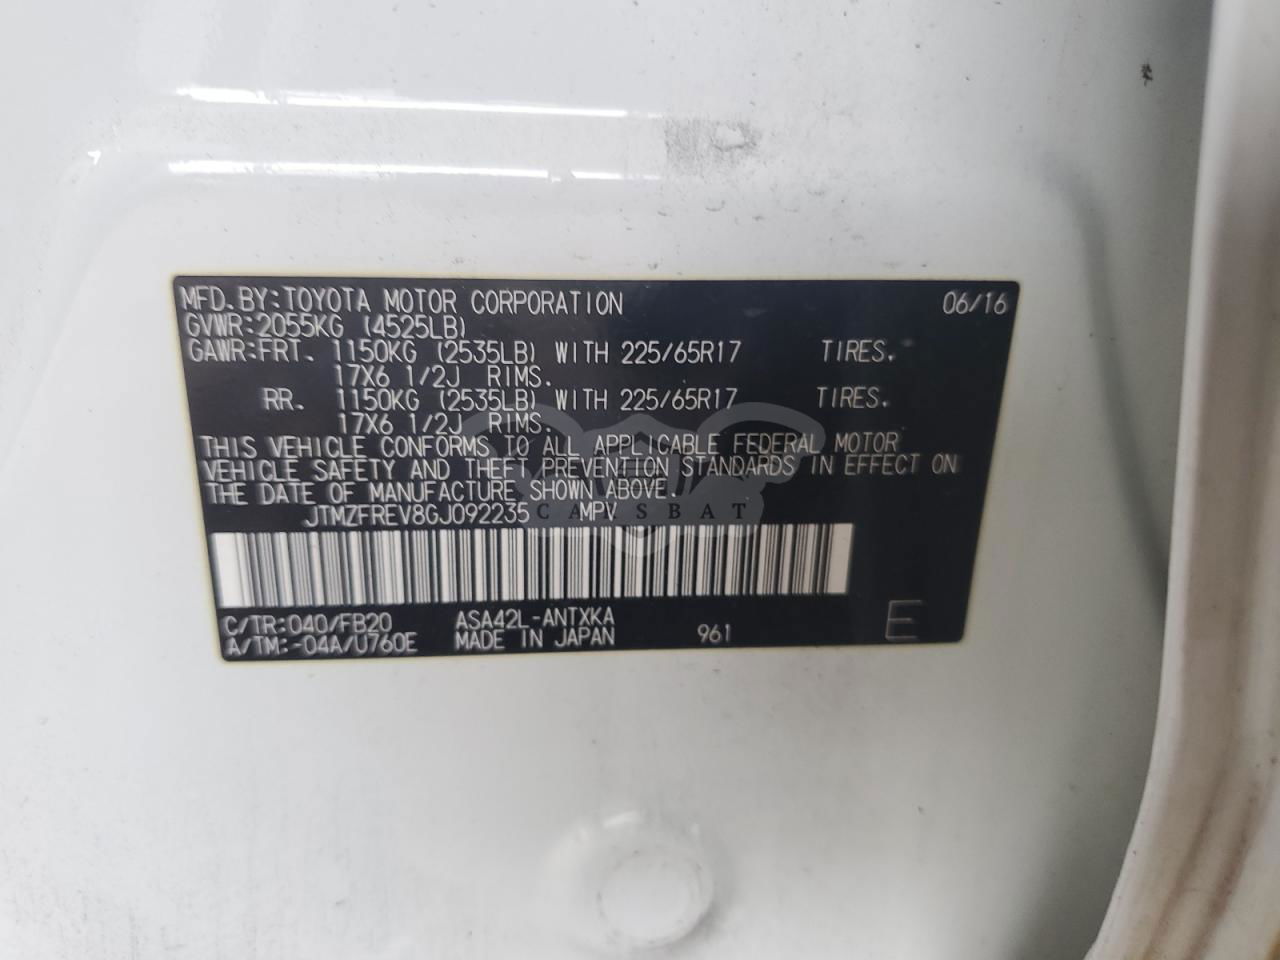 MFD. BY: TOYOTA MOTOR CORPORATION 06/16
GVWR: 2055KG (4525LB)
GAWR: FRT. 1150KG (2535LB) WITH 225/65R17 TIRES.
17X6 1/2J RIMS.
RR. 1150KG (2535LB) WITH 225/65R17 TIRES.
17X6 1/2J RIMS.
THIS VEHICLE CONFORMS TO ALL APPLICABLE FEDERAL MOTOR
VEHICLE SAFETY AND THEFT PREVENTION STANDARDS IN EFFECT ON
THE DATE OF MANUFACTURE SHOWN ABOVE.
JTMZFREV8GJ092235 MPV
CARSBAT
C/TR: 040/FB20 ASA42L-ANTXKA
A/TM: -04A/U760E MADE IN JAPAN 961 E